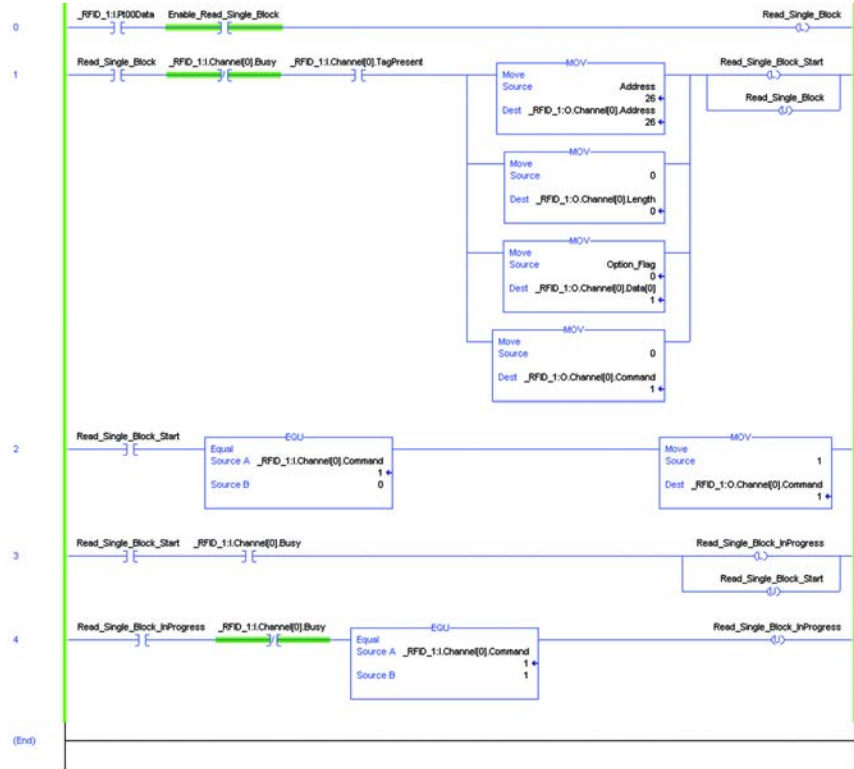 _RFID_1:I.Pt00Data Enable_Read_Single_Block Read_Single_Block
0
(L)
Read_Single_Block _RFID_1:I.Channel[0].Busy _RFID_1:I.Channel[0].TagPresent Read_Single_Block_Start
1
(L)
MOV
Move
Source Address
26
Dest _RFID_1:O.Channel[0].Address
26
Read_Single_Block
(U)
MOV
Move
Source 0
Dest _RFID_1:O.Channel[0].Length
0
MOV
Move
Source Option_Flag
0
Dest _RFID_1:O.Channel[0].Data[0]
1
MOV
Move
Source 0
Dest _RFID_1:O.Channel[0].Command
1
Read_Single_Block_Start
2
EQU
Equal
Source A _RFID_1:I.Channel[0].Command
1
Source B 0
MOV
Move
Source 1
Dest _RFID_1:O.Channel[0].Command
1
Read_Single_Block_Start _RFID_1:I.Channel[0].Busy Read_Single_Block_InProgress
3
(L)
Read_Single_Block_Start
(U)
Read_Single_Block_InProgress _RFID_1:I.Channel[0].Busy Read_Single_Block_InProgress
4
(U)
EQU
Equal
Source A _RFID_1:I.Channel[0].Command
1
Source B 1
(End)